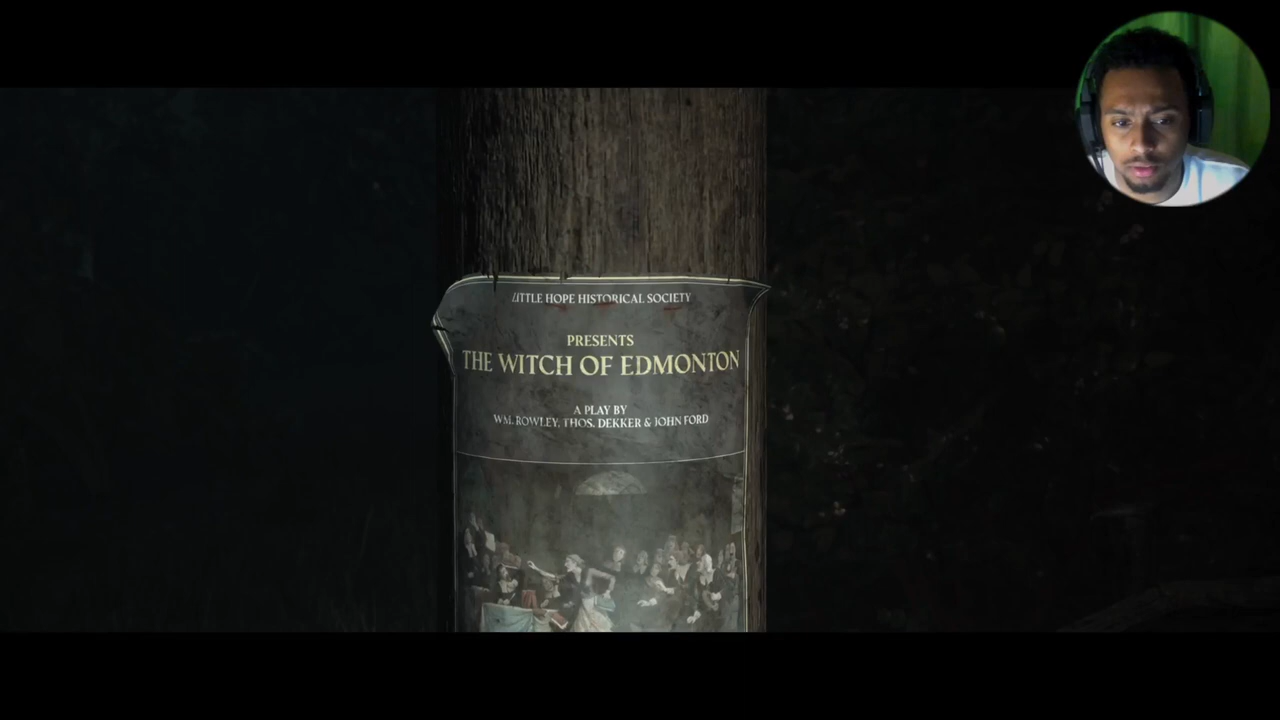 LITTLE HOPE HISTORICAL SOCIETY
PRESENTS
THE WITCH OF EDMONTON
A PLAY BY
WM. ROWLEY, THOS. DEKKER & JOHN FORD